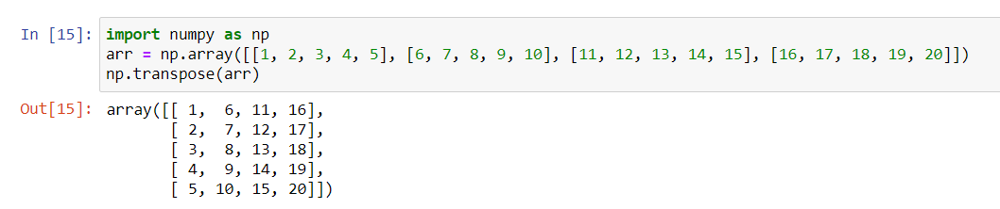 In [15]: import numpy as np
arr = np.array([[1, 2, 3, 4, 5], [6, 7, 8, 9, 10], [11, 12, 13, 14, 15], [16, 17, 18, 19, 20]])
np.transpose(arr)
Out[15]: array([[ 1,  6, 11, 16],
       [ 2,  7, 12, 17],
       [ 3,  8, 13, 18],
       [ 4,  9, 14, 19],
       [ 5, 10, 15, 20]])